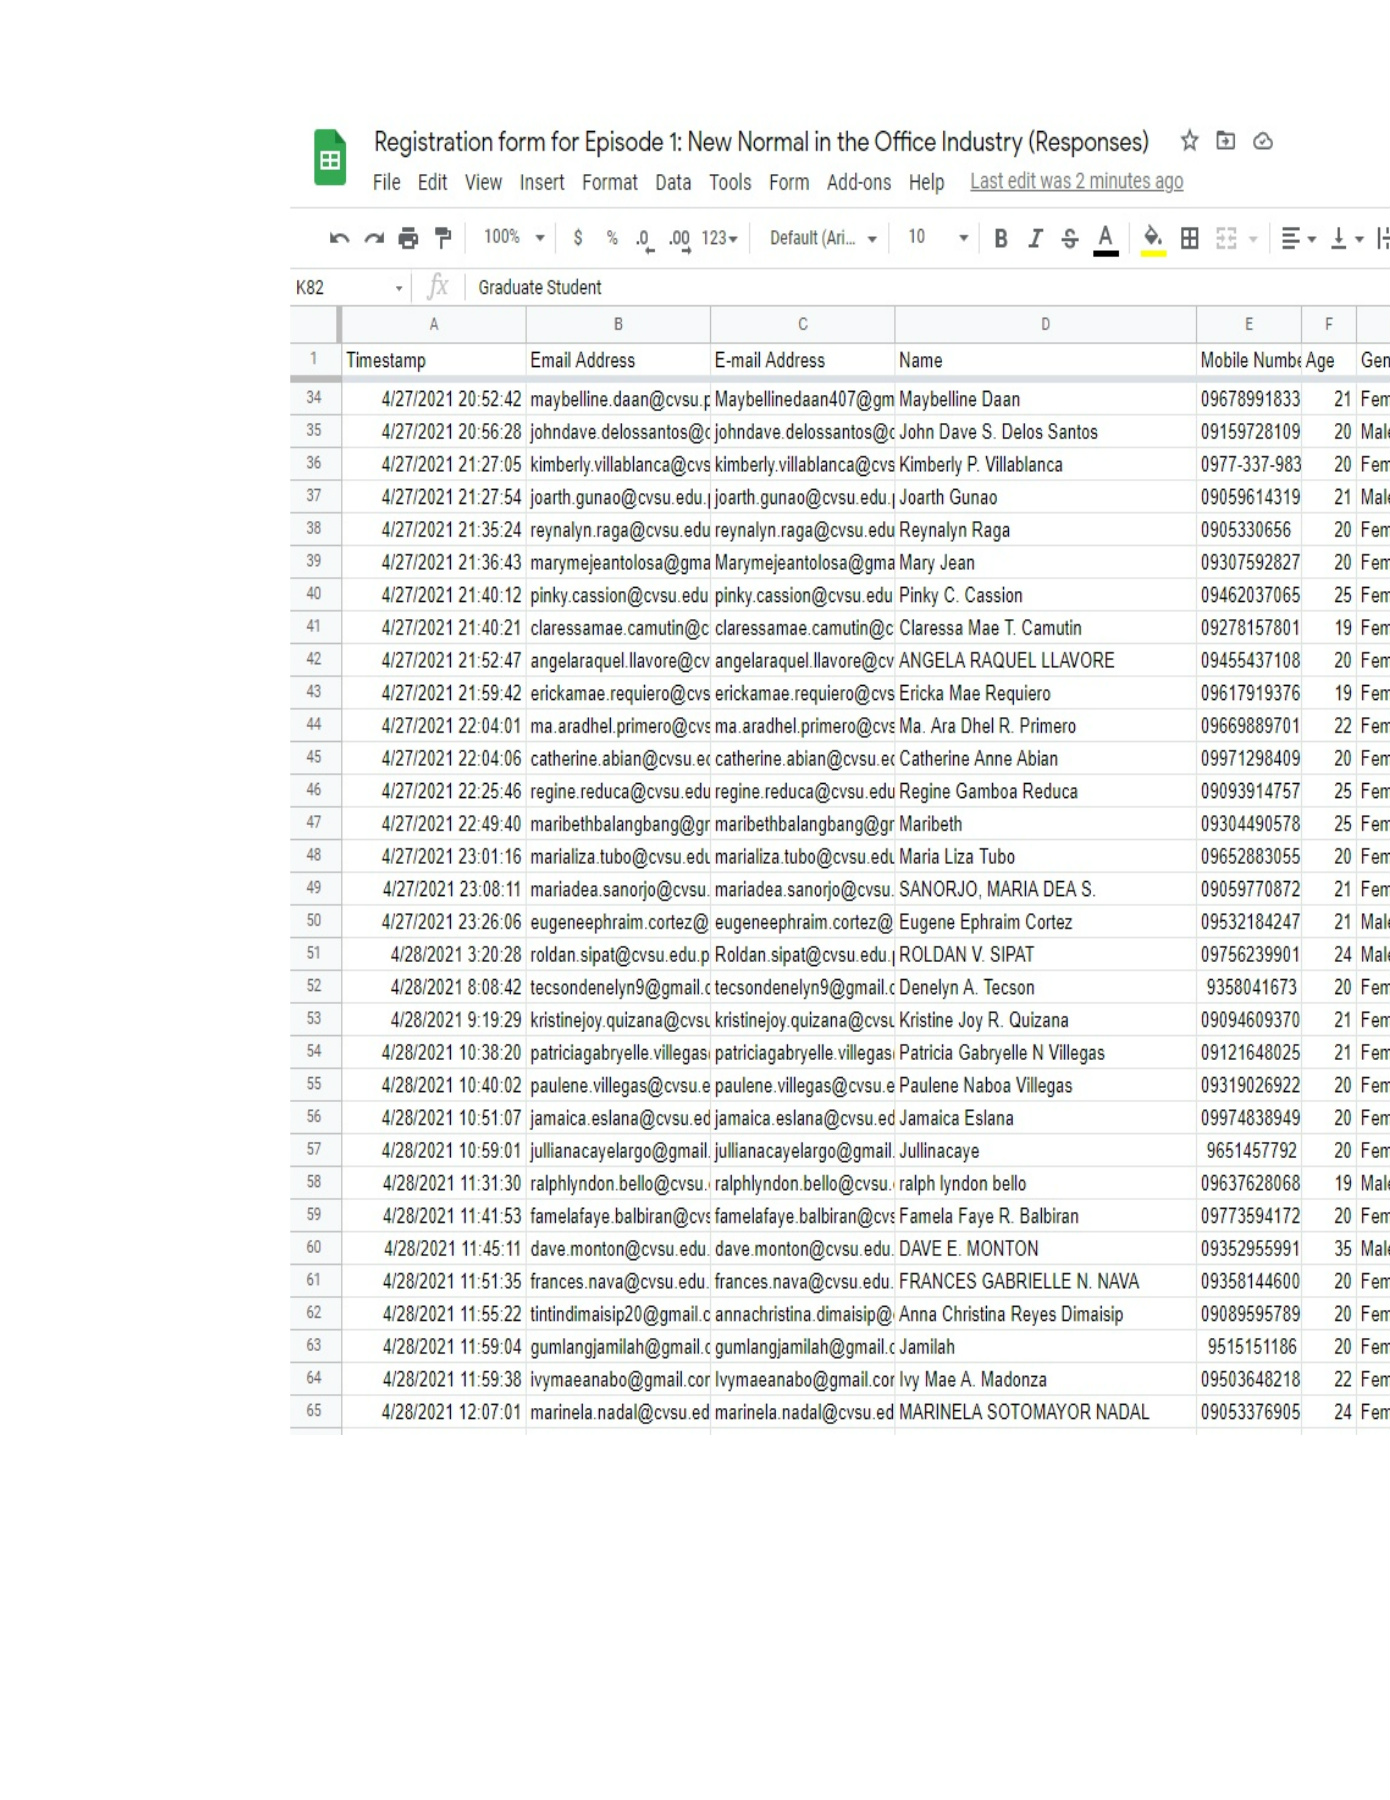 Registration form for Episode 1: New Normal in the Office Industry (Responses)
File Edit View Insert Format Data Tools Form Add-ons Help Last edit was 2 minutes ago
100% $ % .0 .00 123 Default (Ari... 10 B I S A
K82 fx Graduate Student
A B C D E F
1 Timestamp Email Address E-mail Address Name Mobile Numbe Age Gen
34 4/27/2021 20:52:42 maybelline.daan@cvsu.p Maybellinedaan407@gm Maybelline Daan 09678991833 21 Fem
35 4/27/2021 20:56:28 johndave.delossantos@c johndave.delossantos@c John Dave S. Delos Santos 09159728109 20 Male
36 4/27/2021 21:27:05 kimberly.villablanca@cvs kimberly.villablanca@cvs Kimberly P. Villablanca 0977-337-983 20 Fem
37 4/27/2021 21:27:54 joarth.gunao@cvsu.edu.p joarth.gunao@cvsu.edu.p Joarth Gunao 09059614319 21 Male
38 4/27/2021 21:35:24 reynalyn.raga@cvsu.edu reynalyn.raga@cvsu.edu Reynalyn Raga 0905330656 20 Fem
39 4/27/2021 21:36:43 marymejeantolosa@gma Marymejeantolosa@gma Mary Jean 09307592827 20 Fem
40 4/27/2021 21:40:12 pinky.cassion@cvsu.edu pinky.cassion@cvsu.edu Pinky C. Cassion 09462037065 25 Fem
41 4/27/2021 21:40:21 claressamae.camutin@c claressamae.camutin@c Claressa Mae T. Camutin 09278157801 19 Fem
42 4/27/2021 21:52:47 angelaraquel.llavore@cv angelaraquel.llavore@cv ANGELA RAQUEL LLAVORE 09455437108 20 Fem
43 4/27/2021 21:59:42 erickamae.requiero@cvs erickamae.requiero@cvs Ericka Mae Requiero 09617919376 19 Fem
44 4/27/2021 22:04:01 ma.aradhel.primero@cvs ma.aradhel.primero@cvs Ma. Ara Dhel R. Primero 09669889701 22 Fem
45 4/27/2021 22:04:06 catherine.abian@cvsu.ed catherine.abian@cvsu.ed Catherine Anne Abian 09971298409 20 Fem
46 4/27/2021 22:25:46 regine.reduca@cvsu.edu regine.reduca@cvsu.edu Regine Gamboa Reduca 09093914757 25 Fem
47 4/27/2021 22:49:40 maribethbalangbang@gr maribethbalangbang@gr Maribeth 09304490578 25 Fem
48 4/27/2021 23:01:16 marializa.tubo@cvsu.edu marializa.tubo@cvsu.edu Maria Liza Tubo 09652883055 20 Fem
49 4/27/2021 23:08:11 mariadea.sanorjo@cvsu. mariadea.sanorjo@cvsu. SANORJO, MARIA DEA S. 09059770872 21 Fem
50 4/27/2021 23:26:06 eugeneephraim.cortez@ eugeneephraim.cortez@ Eugene Ephraim Cortez 09532184247 21 Male
51 4/28/2021 3:20:28 roldan.sipat@cvsu.edu.p Roldan.sipat@cvsu.edu.p ROLDAN V. SIPAT 09756239901 24 Male
52 4/28/2021 8:08:42 tecsondenelyn9@gmail.c tecsondenelyn9@gmail.c Denelyn A. Tecson 9358041673 20 Fem
53 4/28/2021 9:19:29 kristinejoy.quizana@cvsu kristinejoy.quizana@cvsu Kristine Joy R. Quizana 09094609370 21 Fem
54 4/28/2021 10:38:20 patriciagabryelle.villegas patriciagabryelle.villegas Patricia Gabryelle N Villegas 09121648025 21 Fem
55 4/28/2021 10:40:02 paulene.villegas@cvsu.e paulene.villegas@cvsu.e Paulene Naboa Villegas 09319026922 20 Fem
56 4/28/2021 10:51:07 jamaica.eslana@cvsu.ed jamaica.eslana@cvsu.ed Jamaica Eslana 09974838949 20 Fem
57 4/28/2021 10:59:01 jullianacayelargo@gmail. jullianacayelargo@gmail. Jullinacaye 9651457792 20 Fem
58 4/28/2021 11:31:30 ralphlyndon.bello@cvsu. ralphlyndon.bello@cvsu. ralph lyndon bello 09637628068 19 Male
59 4/28/2021 11:41:53 famelafaye.balbiran@cvs famelafaye.balbiran@cvs Famela Faye R. Balbiran 09773594172 20 Fem
60 4/28/2021 11:45:11 dave.monton@cvsu.edu. dave.monton@cvsu.edu. DAVE E. MONTON 09352955991 35 Male
61 4/28/2021 11:51:35 frances.nava@cvsu.edu. frances.nava@cvsu.edu. FRANCES GABRIELLE N. NAVA 09358144600 20 Fem
62 4/28/2021 11:55:22 tintindimaisip20@gmail.c annachristina.dimaisip@ Anna Christina Reyes Dimaisip 09089595789 20 Fem
63 4/28/2021 11:59:04 gumlangjamilah@gmail.c gumlangjamilah@gmail.c Jamilah 9515151186 20 Fem
64 4/28/2021 11:59:38 ivymaeanabo@gmail.cor Ivymaeanabo@gmail.cor Ivy Mae A. Madonza 09503648218 22 Fem
65 4/28/2021 12:07:01 marinela.nadal@cvsu.ed marinela.nadal@cvsu.ed MARINELA SOTOMAYOR NADAL 09053376905 24 Fem